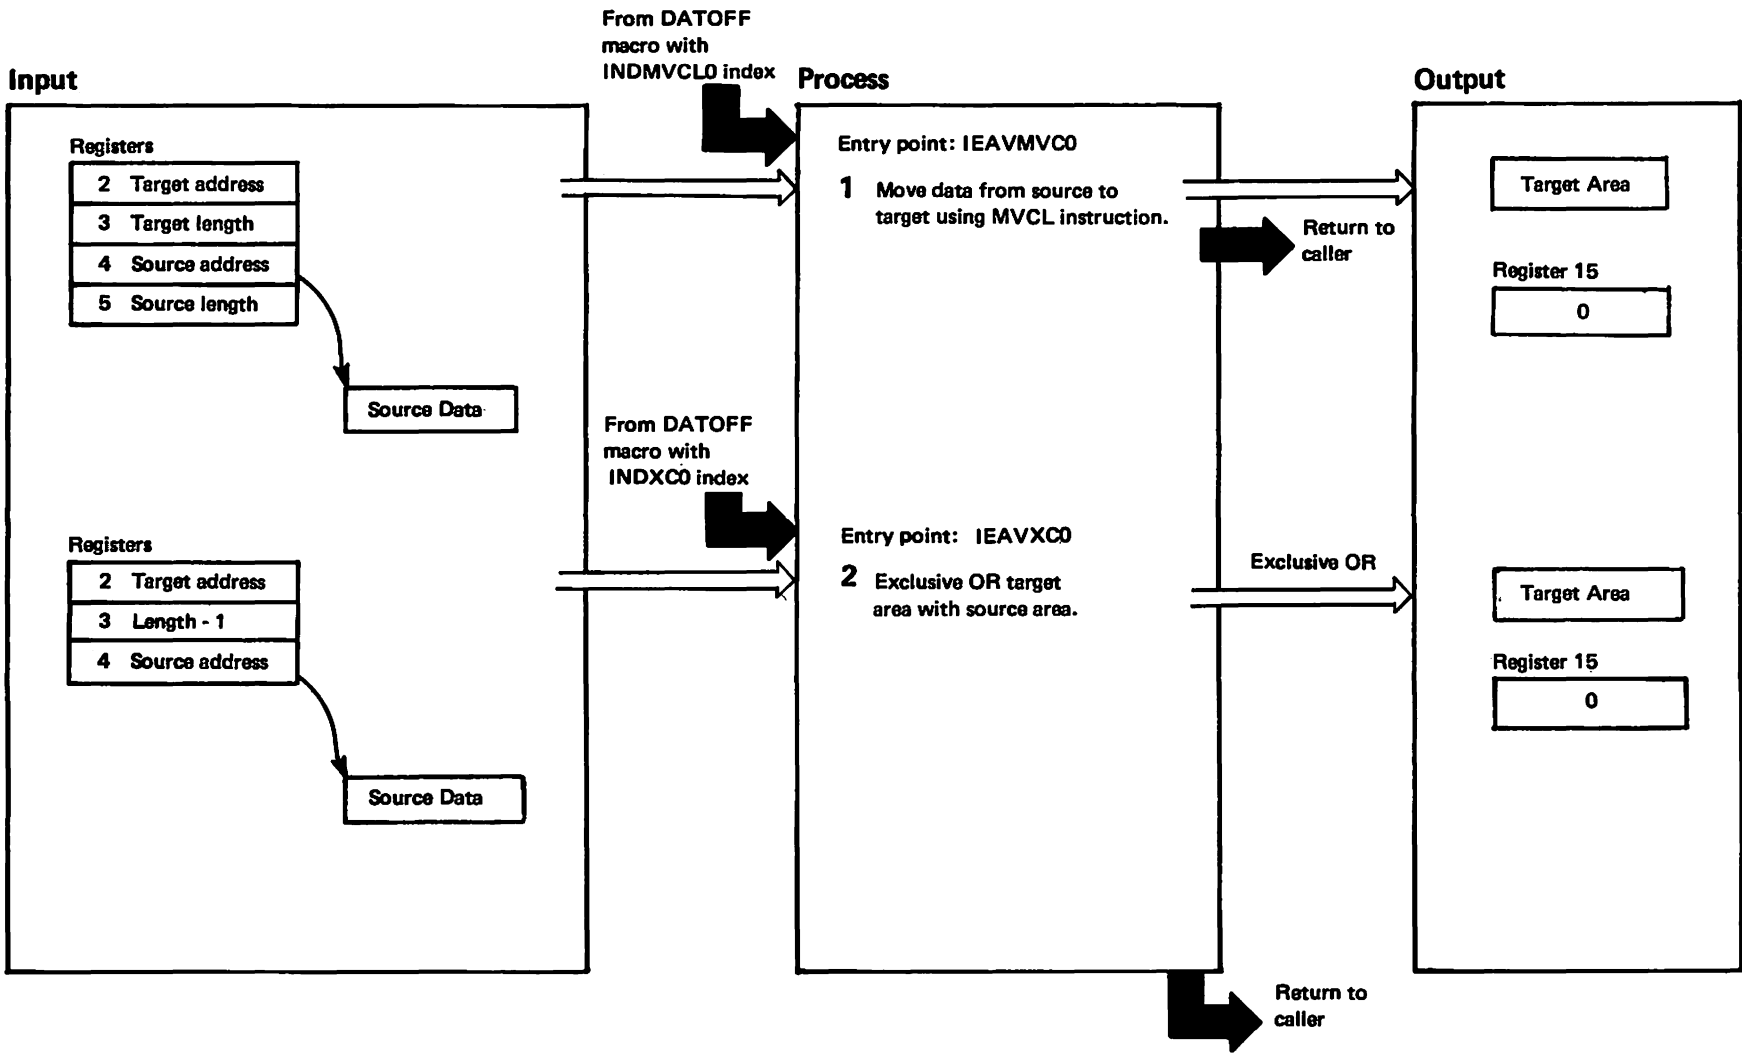 From DATOFF
macro with
INDMVCL0 index
Input
Process
Output
Registers
2 Target address
3 Target length
4 Source address
5 Source length
Source Data
Entry point: IEAVMVC0
1 Move data from source to
target using MVCL instruction.
Return to
caller
Target Area
Register 15
0
From DATOFF
macro with
INDXC0 index
Registers
2 Target address
3 Length - 1
4 Source address
Source Data
Entry point: IEAVXC0
2 Exclusive OR target
area with source area.
Exclusive OR
Target Area
Register 15
0
Return to
caller